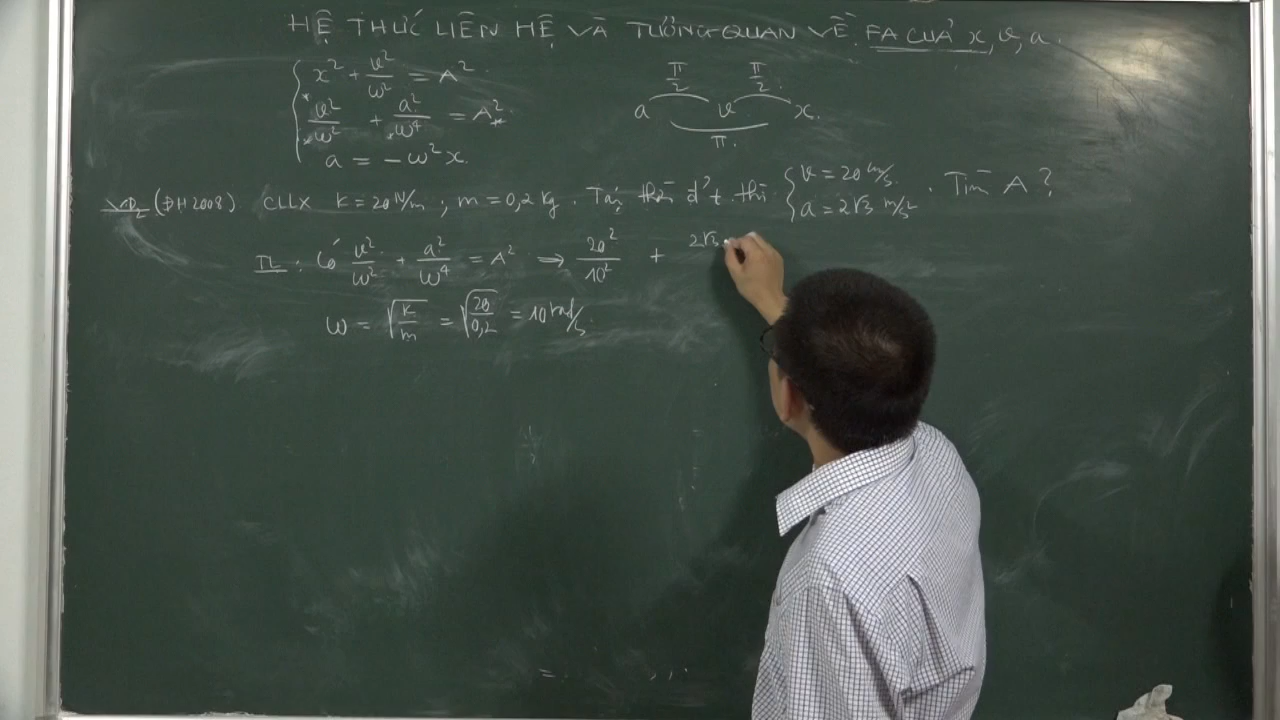 HỆ THỨC LIÊN HỆ VÀ TƯƠNG QUAN VỀ FA CỦA x, v, a.
x² + v²/ω² = A²
v²/ω² + a²/ω⁴ = A²
a = -ω²x.
π/2 π/2
a v x.
π.
VD₂ (ĐH 2008) CLLX K = 20 N/m ; m = 0,2 kg. Tại thời đ² t. thì { v = 20 cm/s. a = 2√3 m/s² . Tìm A ?
TL : Có v²/ω² + a²/ω⁴ = A² ⇒ 20²/10² + 2√3
ω = √(K/m) = √(20/0,2) = 10 rad/s.